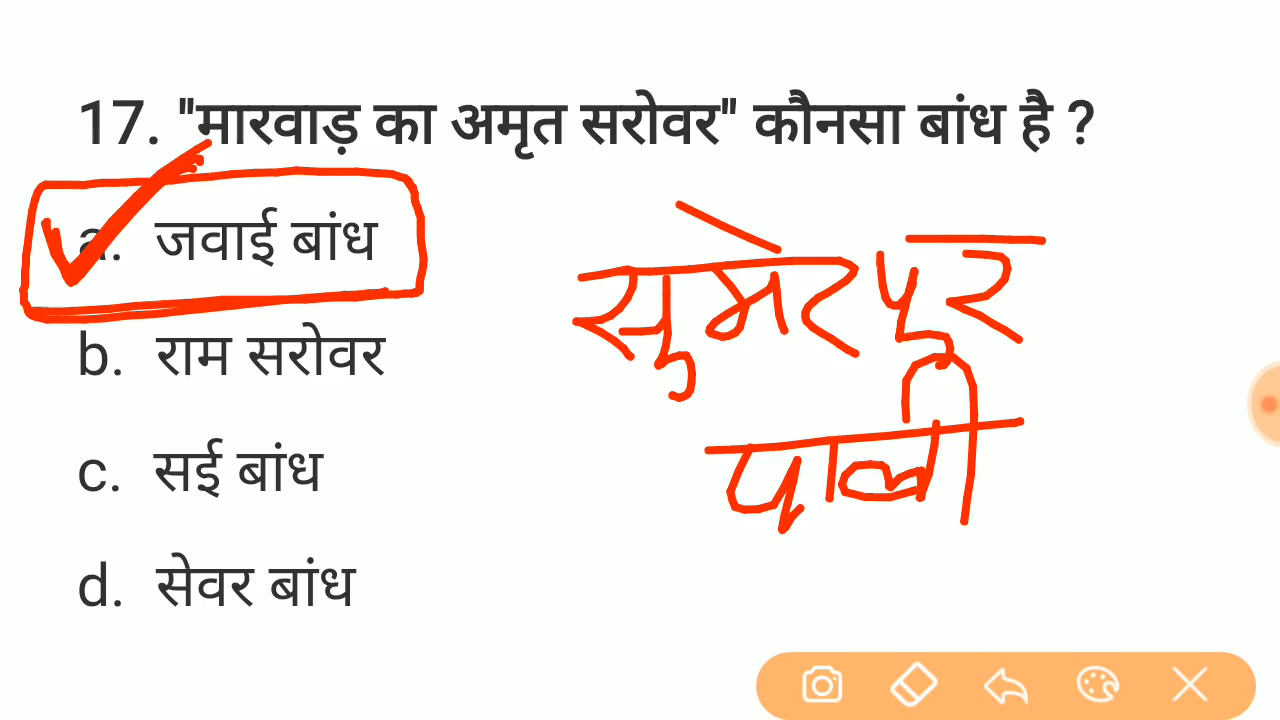 17. "मारवाड़ का अमृत सरोवर" कौनसा बांध है ?
a. जवाई बांध
सुमेरपुर
b. राम सरोवर
पाली
c. सई बांध
d. सेवर बांध